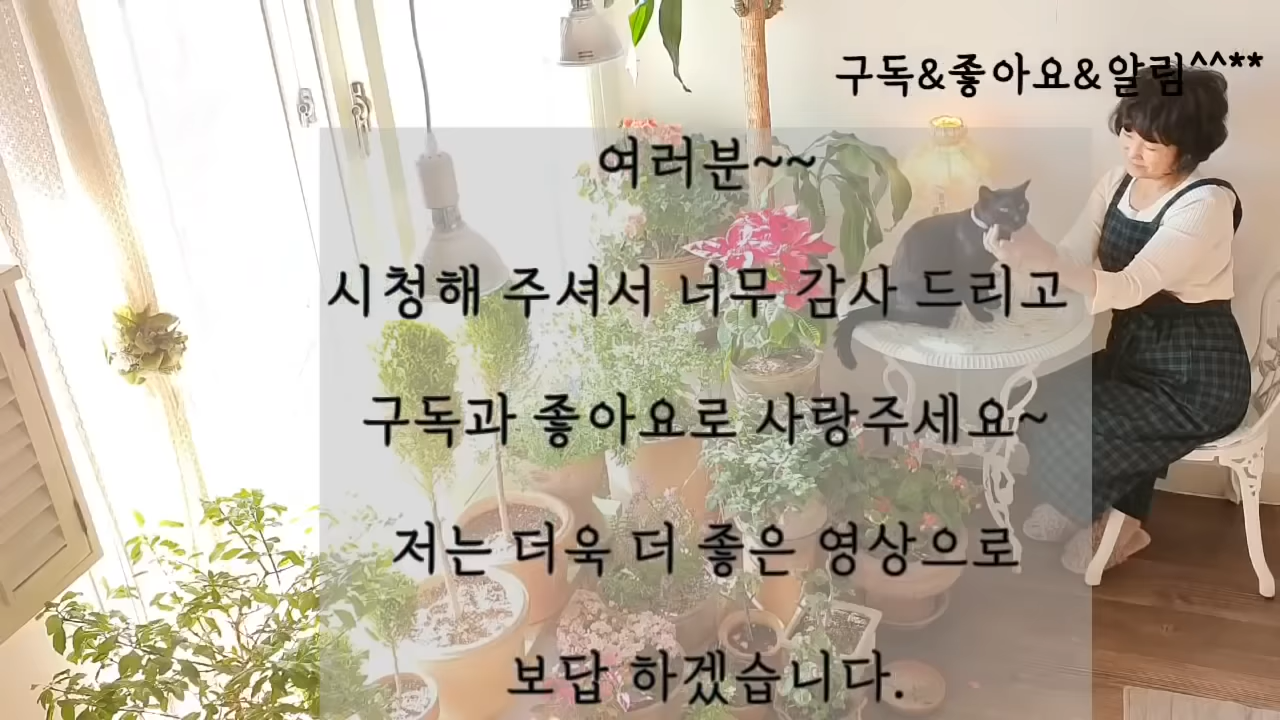 구독&좋아요&알림^^**
여러분~~
시청해 주셔서 너무 감사 드리고
구독과 좋아요로 사랑주세요~
저는 더욱 더 좋은 영상으로
보답 하겠습니다.